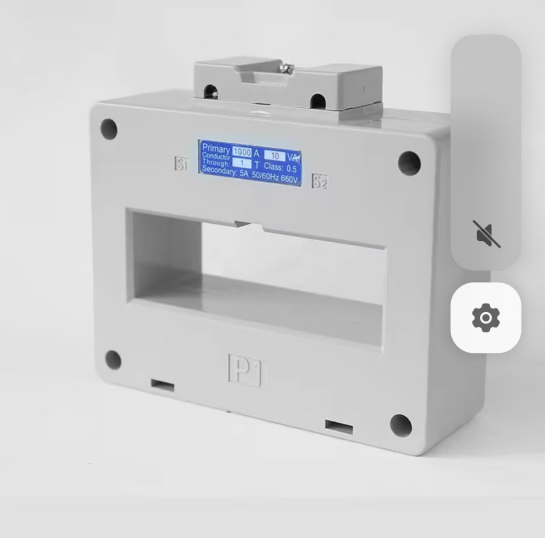 Primary 1000 A 10 VA
Conductor Through: 1 T Class: 0.5
Secondary: 5A 50/60Hz 660V
S1
S2
P1